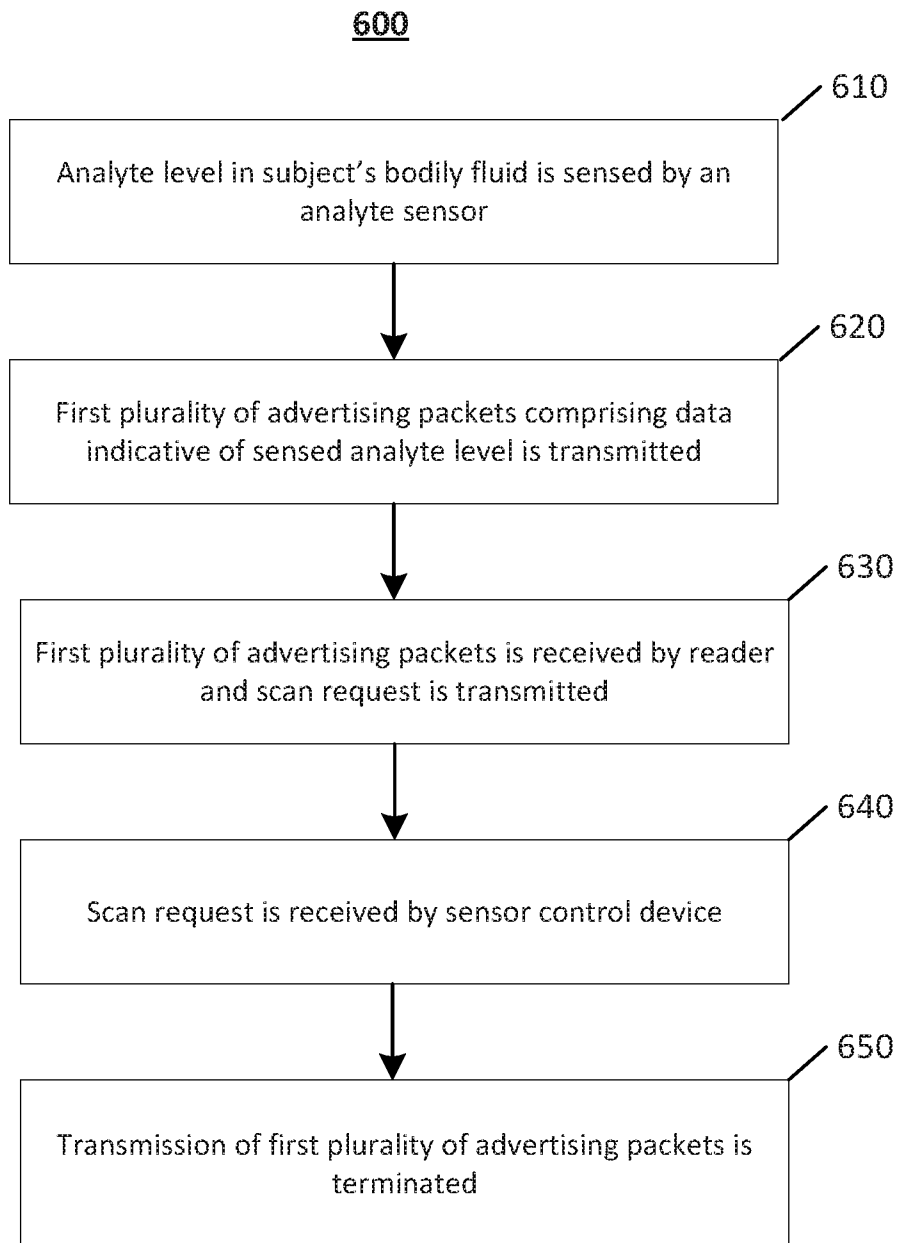 600
610
Analyte level in subject's bodily fluid is sensed by an
analyte sensor
620
First plurality of advertising packets comprising data
indicative of sensed analyte level is transmitted
630
First plurality of advertising packets is received by reader
and scan request is transmitted
640
Scan request is received by sensor control device
650
Transmission of first plurality of advertising packets is
terminated